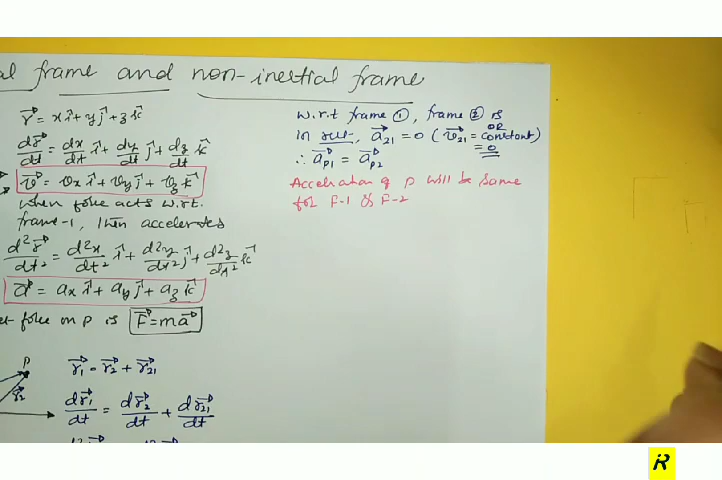 al frame and non-inertial frame
r⃗ = x i⃗ + y j⃗ + z k⃗
dr⃗/dt = dx/dt i⃗ + dy/dt j⃗ + dz/dt k⃗
v⃗ = vx i⃗ + vy j⃗ + vz k⃗
when force acts w.r.t.
frame-1, then accelerates
d²r⃗/dt² = d²x/dt² i⃗ + d²y/dt² j⃗ + d²z/dt² k⃗
a⃗ = ax i⃗ + ay j⃗ + az k⃗
et force on p is F⃗ = ma⃗
P
r⃗2
r⃗1 = r⃗2 + r⃗21
dr⃗1/dt = dr⃗2/dt + dr⃗21/dt
w.r.t frame ①, frame ② is
in rest, a⃗21 = 0 (v⃗21 = constant)
OR
= 0
∴ a⃗p1 = a⃗p2
Acceleration of P will be same
for F-1 & F-2
R